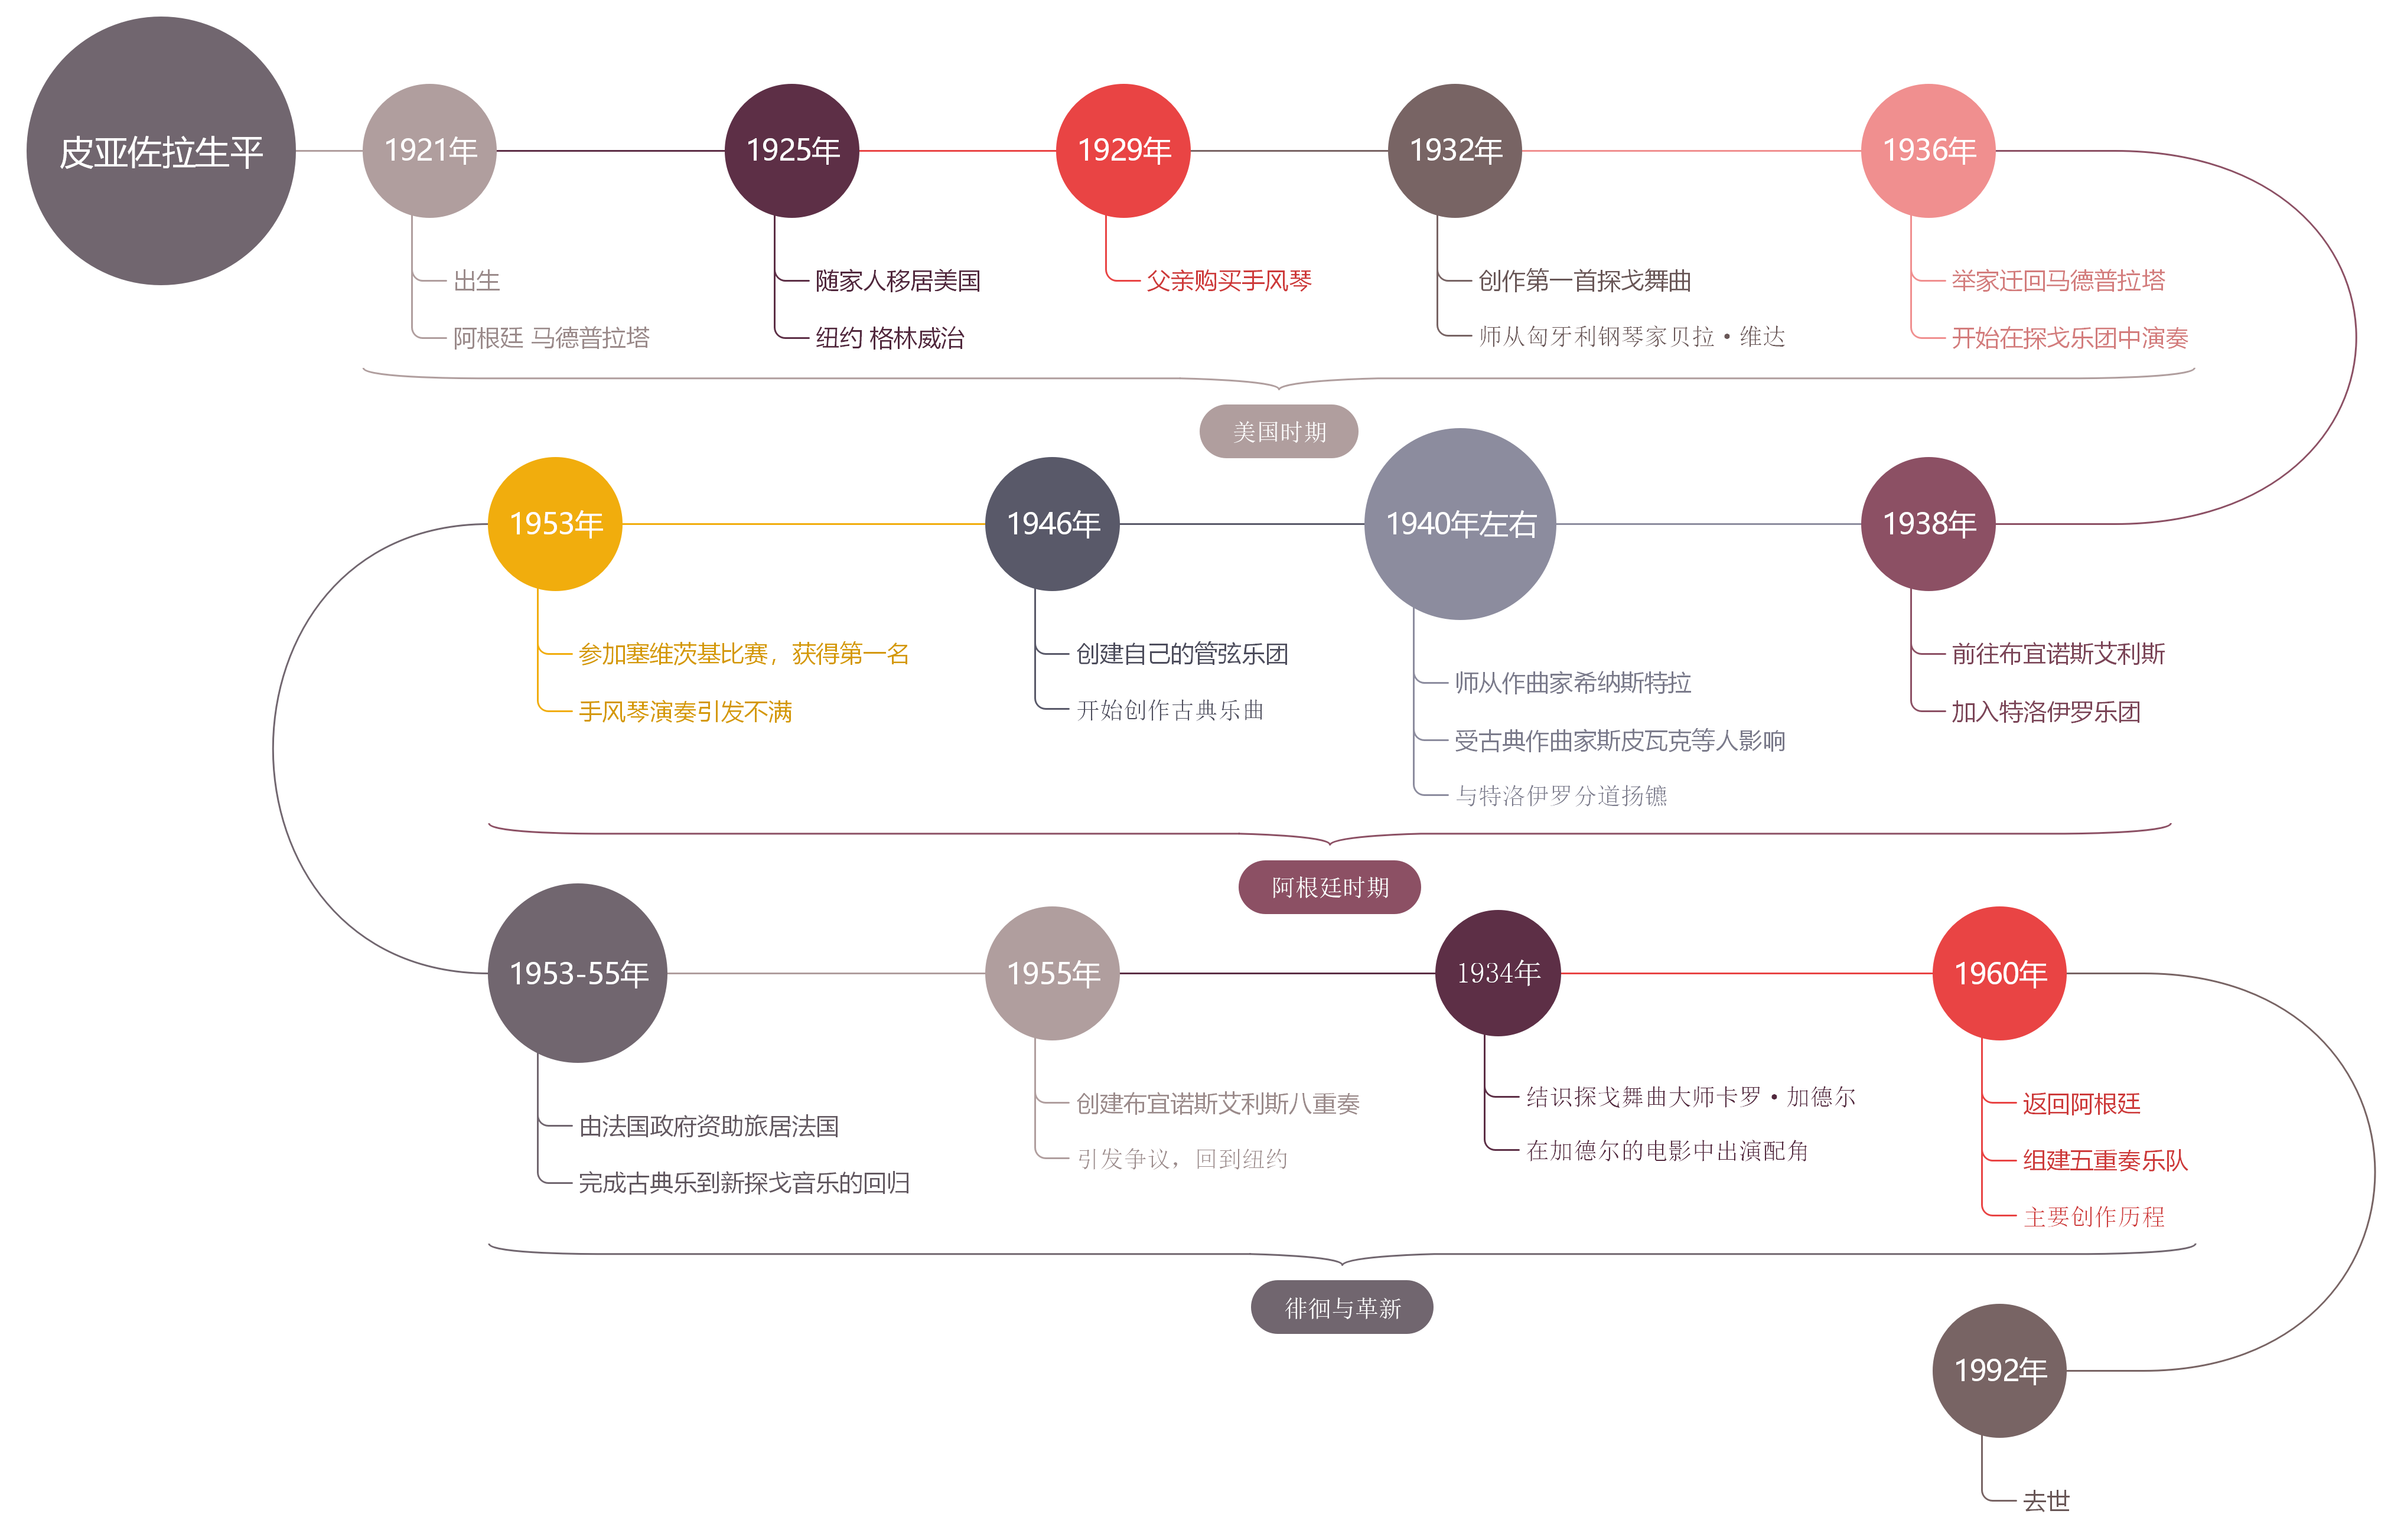 皮亚佐拉生平
1921年
出生
阿根廷 马德普拉塔
1925年
随家人移居美国
纽约 格林威治
1929年
父亲购买手风琴
1932年
创作第一首探戈舞曲
师从匈牙利钢琴家贝拉·维达
1936年
举家迁回马德普拉塔
开始在探戈乐团中演奏
美国时期
1938年
前往布宜诺斯艾利斯
加入特洛伊罗乐团
1940年左右
师从作曲家希纳斯特拉
受古典作曲家斯皮瓦克等人影响
与特洛伊罗分道扬镳
1946年
创建自己的管弦乐团
开始创作古典乐曲
1953年
参加塞维茨基比赛，获得第一名
手风琴演奏引发不满
阿根廷时期
1953-55年
由法国政府资助旅居法国
完成古典乐到新探戈音乐的回归
1955年
创建布宜诺斯艾利斯八重奏
引发争议，回到纽约
1934年
结识探戈舞曲大师卡罗·加德尔
在加德尔的电影中出演配角
1960年
返回阿根廷
组建五重奏乐队
主要创作历程
徘徊与革新
1992年
去世